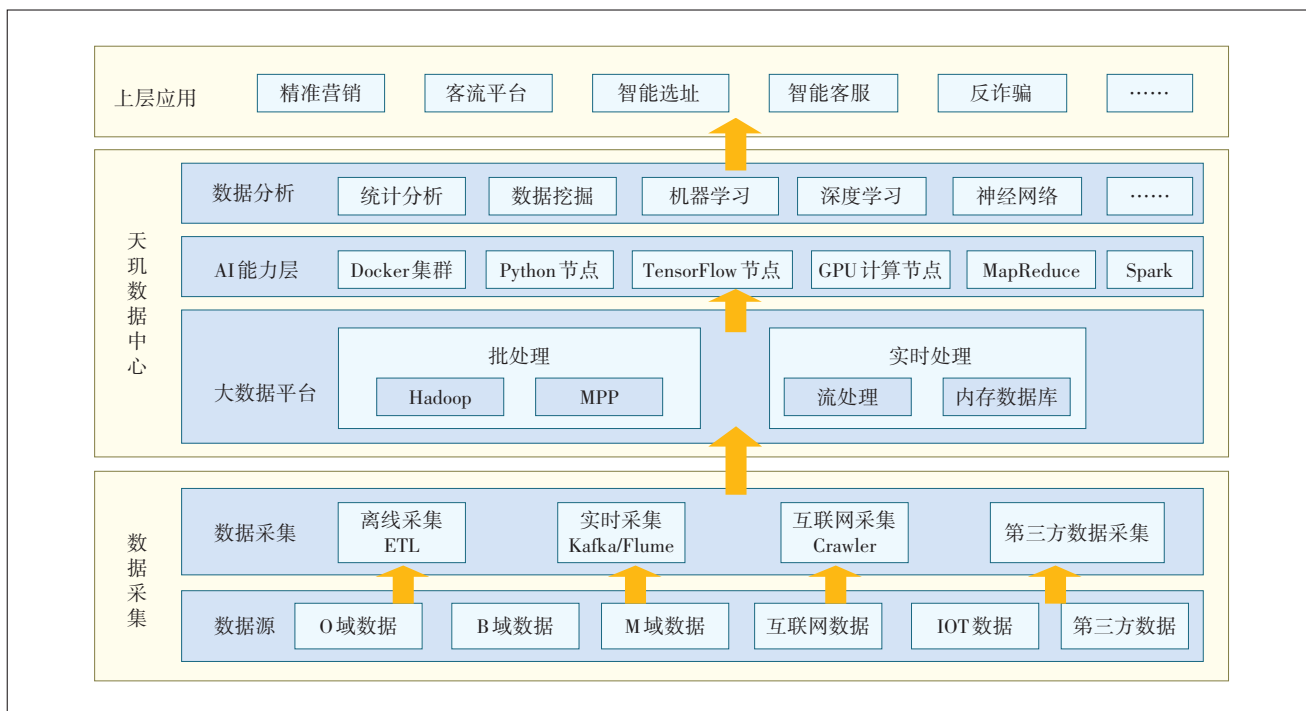 上层应用
精准营销
客流平台
智能选址
智能客服
反诈骗
……
天玑数据中心
数据分析
统计分析
数据挖掘
机器学习
深度学习
神经网络
……
AI能力层
Docker集群
Python节点
TensorFlow节点
GPU计算节点
MapReduce
Spark
大数据平台
批处理
Hadoop
MPP
实时处理
流处理
内存数据库
数据采集
数据采集
离线采集
ETL
实时采集
Kafka/Flume
互联网采集
Crawler
第三方数据采集
数据源
O域数据
B域数据
M域数据
互联网数据
IOT数据
第三方数据